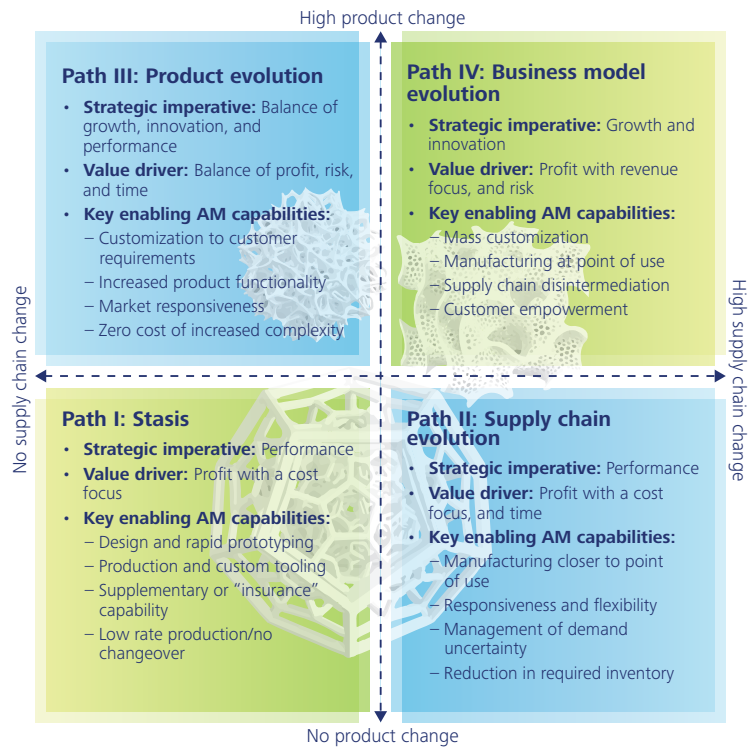 High product change
Path III: Product evolution
• Strategic imperative: Balance of
growth, innovation, and
performance
• Value driver: Balance of profit, risk,
and time
• Key enabling AM capabilities:
– Customization to customer
requirements
– Increased product functionality
– Market responsiveness
– Zero cost of increased complexity
Path IV: Business model
evolution
• Strategic imperative: Growth and
innovation
• Value driver: Profit with revenue
focus, and risk
• Key enabling AM capabilities:
– Mass customization
– Manufacturing at point of use
– Supply chain disintermediation
– Customer empowerment
No supply chain change
High supply chain change
Path I: Stasis
• Strategic imperative: Performance
• Value driver: Profit with a cost
focus
• Key enabling AM capabilities:
– Design and rapid prototyping
– Production and custom tooling
– Supplementary or “insurance”
capability
– Low rate production/no
changeover
Path II: Supply chain
evolution
• Strategic imperative: Performance
• Value driver: Profit with a cost
focus, and time
• Key enabling AM capabilities:
– Manufacturing closer to point
of use
– Responsiveness and flexibility
– Management of demand
uncertainty
– Reduction in required inventory
No product change